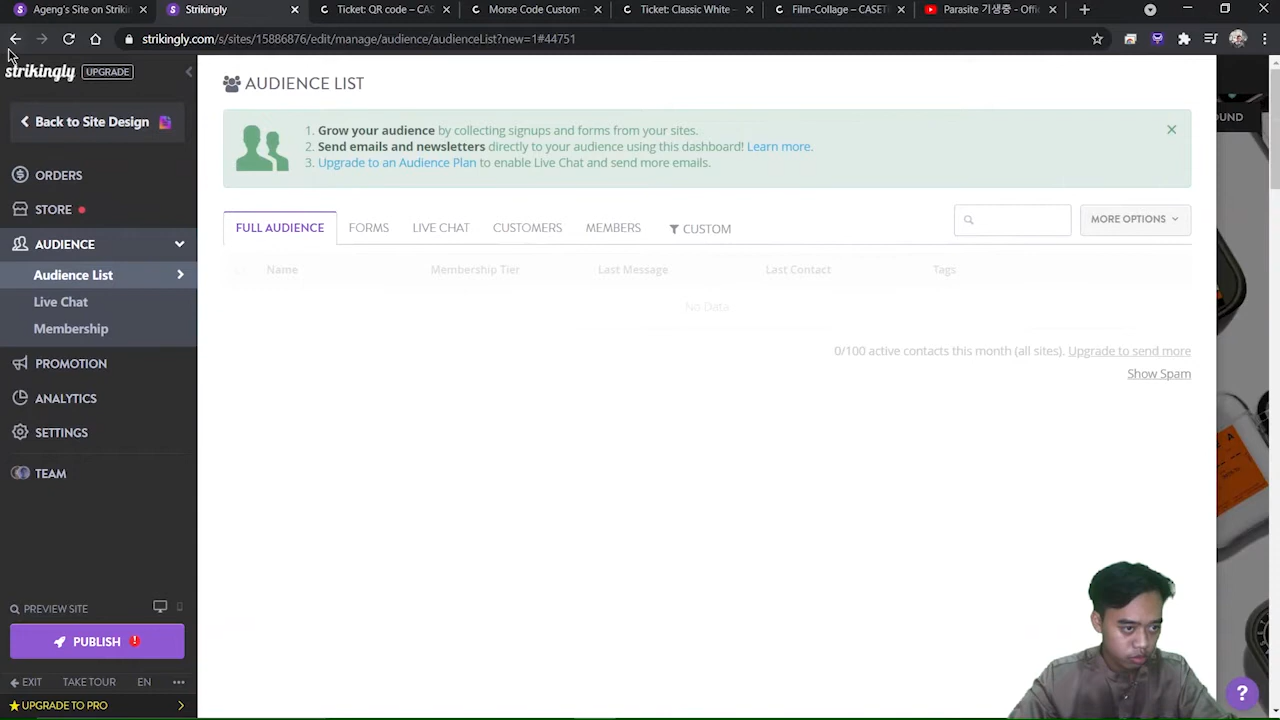 Ageng's Site on Strikin
Strikingly
Ticket: QR code – CAS
Morse Code Custom
Ticket: Classic White -
Film-Collage – CASETI
Parasite 기생충 - Offic
strikingly.com/s/sites/15886876/edit/manage/audience/audienceList?new=1#44751
strikingly
UPGRADE
Back to Site Design
ORDERS
STORE
AUDIENCE
Audience List
Live Chat
Membership
PROMOTION
ANALYTICS
SETTINGS
TEAM
PREVIEW SITE
PUBLISH
EXIT TAKE TOUR EN
UPGRADE TO PRO
AUDIENCE LIST
1. Grow your audience by collecting signups and forms from your sites.
2. Send emails and newsletters directly to your audience using this dashboard! Learn more.
3. Upgrade to an Audience Plan to enable Live Chat and send more emails.
FULL AUDIENCE FORMS LIVE CHAT CUSTOMERS MEMBERS CUSTOM
MORE OPTIONS
Name Membership Tier Last Message Last Contact Tags
No Data
0/100 active contacts this month (all sites). Upgrade to send more
Show Spam
OUND
?